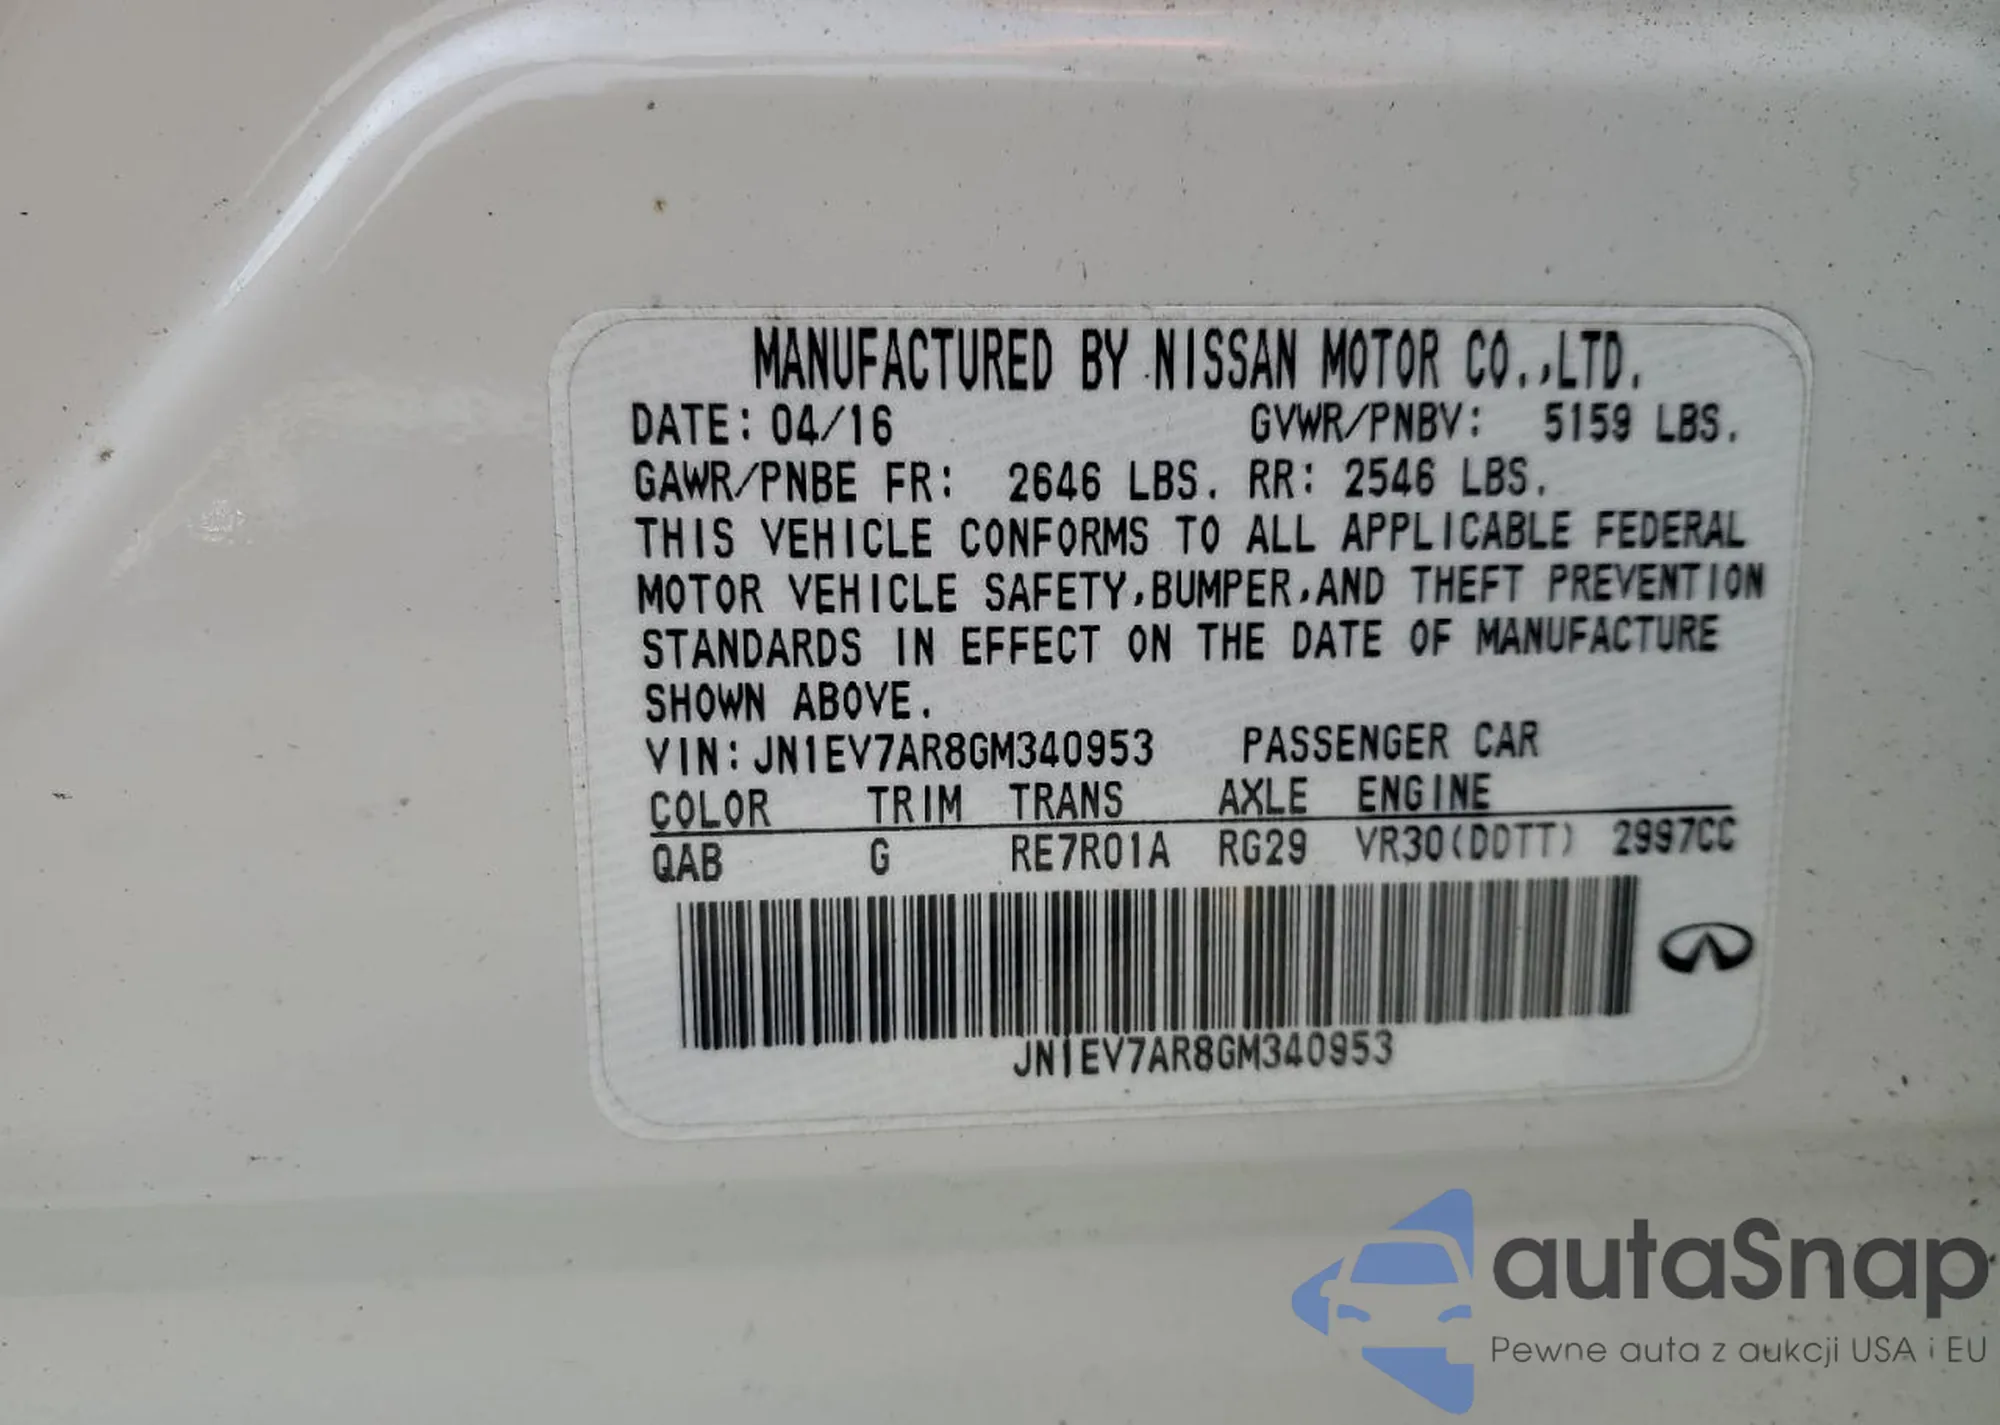 MANUFACTURED BY NISSAN MOTOR CO.,LTD.
DATE: 04/16 GVWR/PNBV: 5159 LBS.
GAWR/PNBE FR: 2646 LBS. RR: 2546 LBS.
THIS VEHICLE CONFORMS TO ALL APPLICABLE FEDERAL
MOTOR VEHICLE SAFETY,BUMPER,AND THEFT PREVENTION
STANDARDS IN EFFECT ON THE DATE OF MANUFACTURE
SHOWN ABOVE.
VIN: JN1EV7AR8GM340953 PASSENGER CAR
COLOR TRIM TRANS AXLE ENGINE
QAB G RE7R01A RG29 VR30(DDTT) 2997CC
JN1EV7AR8GM340953
autaSnap
Pewne auta z aukcji USA i EU